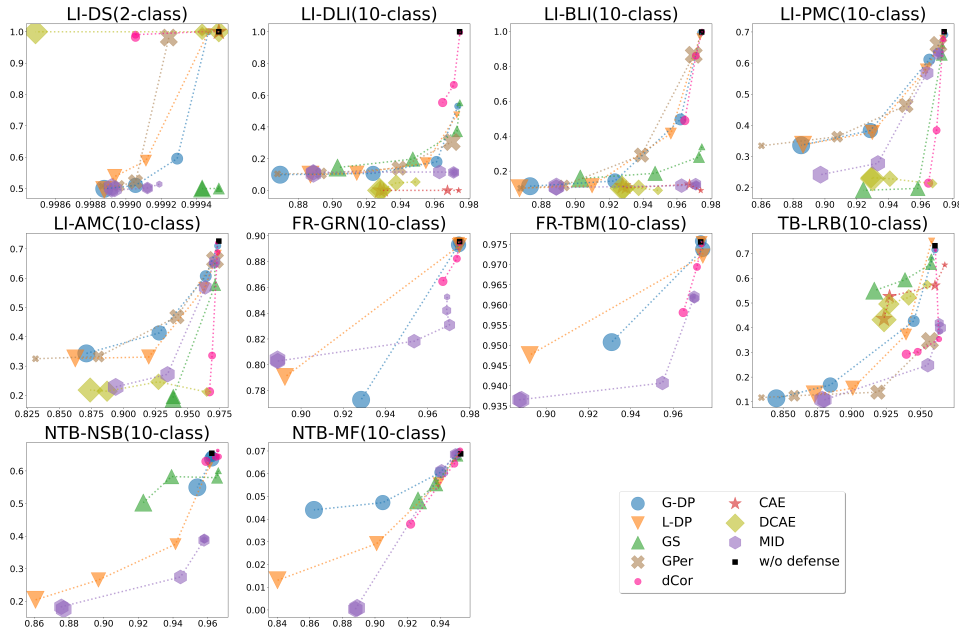 LI-DS(2-class)
1.0
0.9
0.8
0.7
0.6
0.5
0.9986 0.9988 0.9990 0.9992 0.9994
LI-DLI(10-class)
1.0
0.8
0.6
0.4
0.2
0.0
0.88 0.90 0.92 0.94 0.96 0.98
LI-BLI(10-class)
1.0
0.8
0.6
0.4
0.2
0.88 0.90 0.92 0.94 0.96 0.98
LI-PMC(10-class)
0.7
0.6
0.5
0.4
0.3
0.2
0.86 0.88 0.90 0.92 0.94 0.96 0.98
LI-AMC(10-class)
0.7
0.6
0.5
0.4
0.3
0.2
0.825 0.850 0.875 0.900 0.925 0.950 0.975
FR-GRN(10-class)
0.90
0.88
0.86
0.84
0.82
0.80
0.78
0.90 0.92 0.94 0.96 0.98
FR-TBM(10-class)
0.975
0.970
0.965
0.960
0.955
0.950
0.945
0.940
0.935
0.90 0.92 0.94 0.96
TB-LRB(10-class)
0.7
0.6
0.5
0.4
0.3
0.2
0.1
0.850 0.875 0.900 0.925 0.950
NTB-NSB(10-class)
0.6
0.5
0.4
0.3
0.2
0.86 0.88 0.90 0.92 0.94 0.96
NTB-MF(10-class)
0.07
0.06
0.05
0.04
0.03
0.02
0.01
0.00
0.84 0.86 0.88 0.90 0.92 0.94
G-DP
L-DP
GS
GPer
dCor
CAE
DCAE
MID
w/o defense